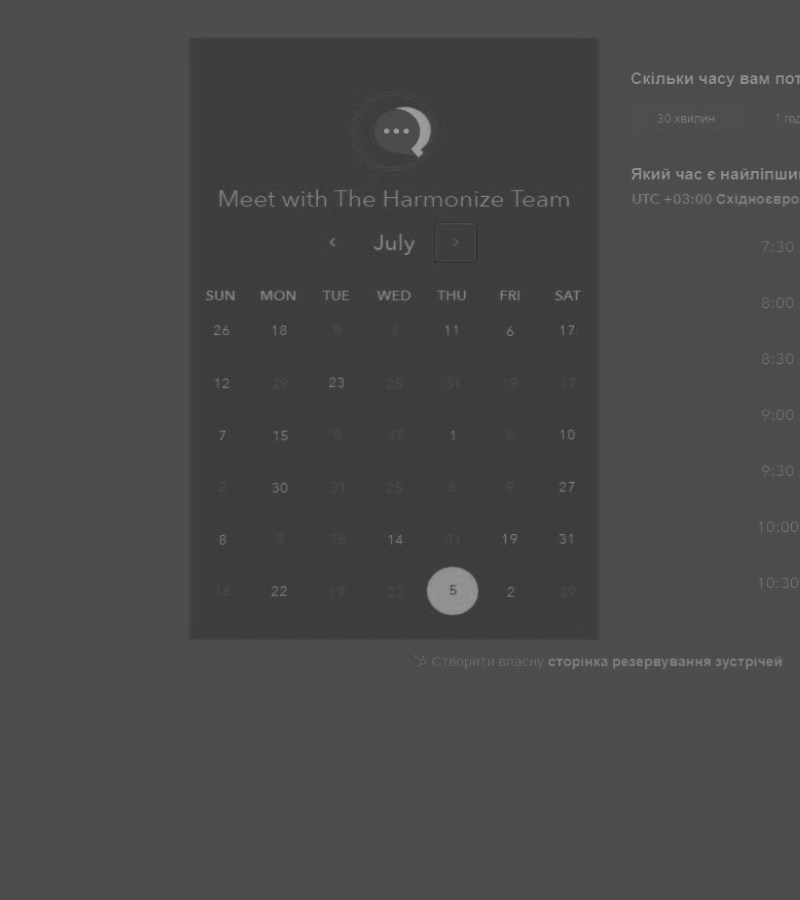 Meet with The Harmonize Team
July
SUN MON TUE WED THU FRI SAT
26 18 9 8 11 6 17
12 29 23 25 31 19 17
7 15 9 17 1 6 10
2 30 31 25 6 9 27
8 8 16 14 31 19 31
16 22 19 22 5 2 29
Скільки часу вам пот
30 хвилин 1 год
Який час є найліпши
UTC +03:00 Східноєвро
7:30
8:00
8:30
9:00
9:30
10:00
10:30
Створити власну сторінка резервування зустрічей